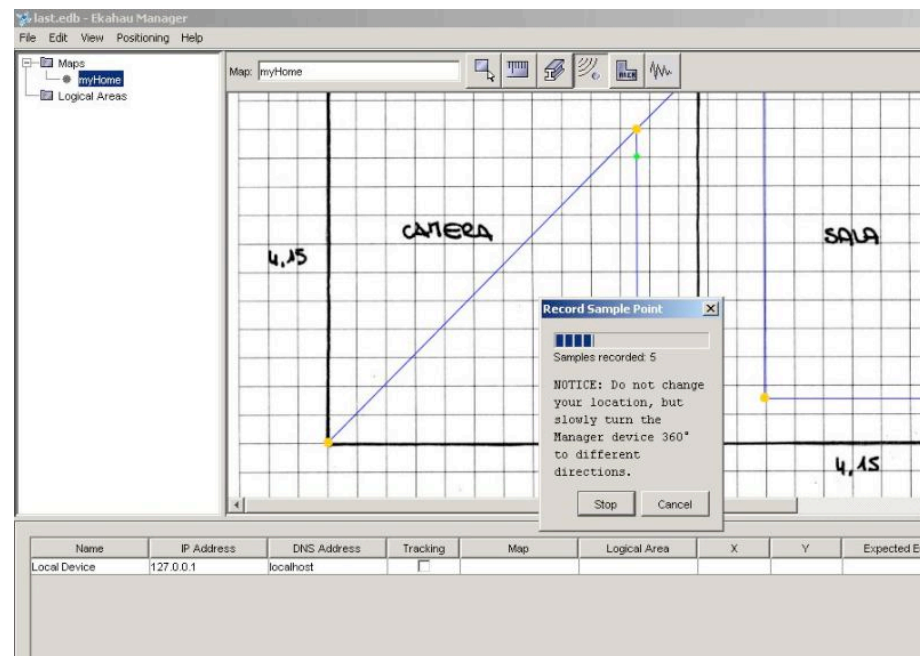 last.edb - Ekahau Manager
File Edit View Positioning Help
Maps
myHome
Logical Areas
Map: myHome
CAMERA
4,15
SALA
4,15
Record Sample Point
Samples recorded: 5
NOTICE: Do not change
your location, but
slowly turn the
Manager device 360°
to different
directions.
Stop Cancel
Name IP Address DNS Address Tracking Map Logical Area X Y Expected E
Local Device 127.0.0.1 localhost